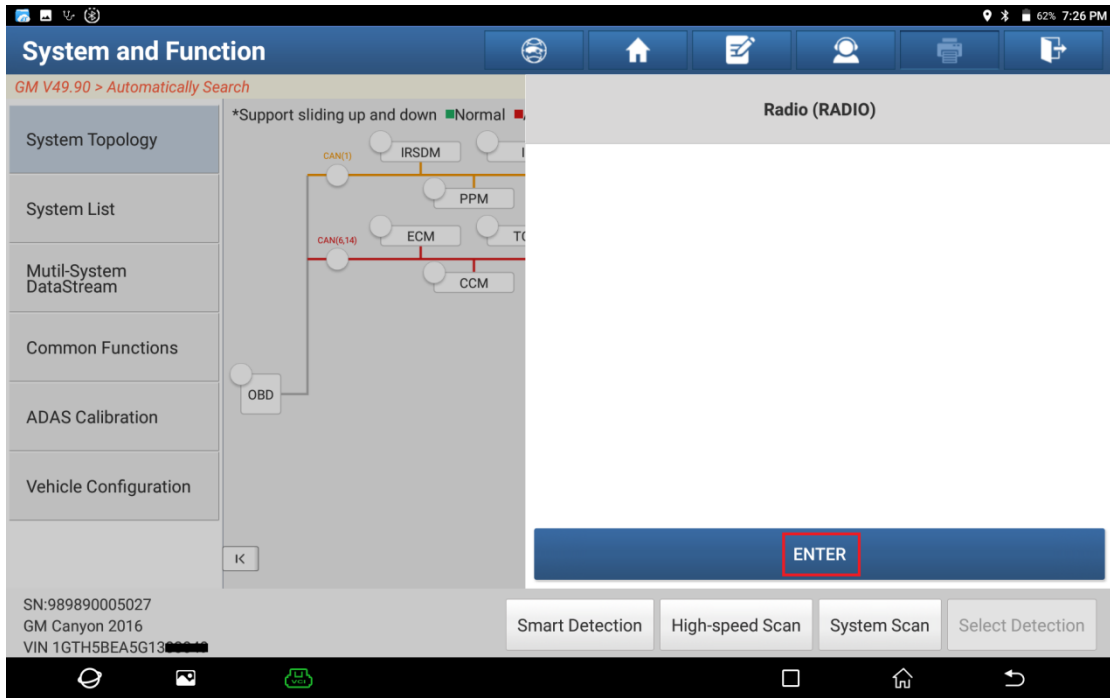 62% 7:26 PM
System and Function
GM V49.90 > Automatically Search
System Topology
System List
Mutil-System
DataStream
Common Functions
ADAS Calibration
Vehicle Configuration
*Support sliding up and down Normal
CAN(1)
IRSDM
PPM
CAN(6,14)
ECM
CCM
OBD
Radio (RADIO)
ENTER
SN:989890005027
GM Canyon 2016
VIN 1GTH5BEA5G13
Smart Detection
High-speed Scan
System Scan
Select Detection
VCI